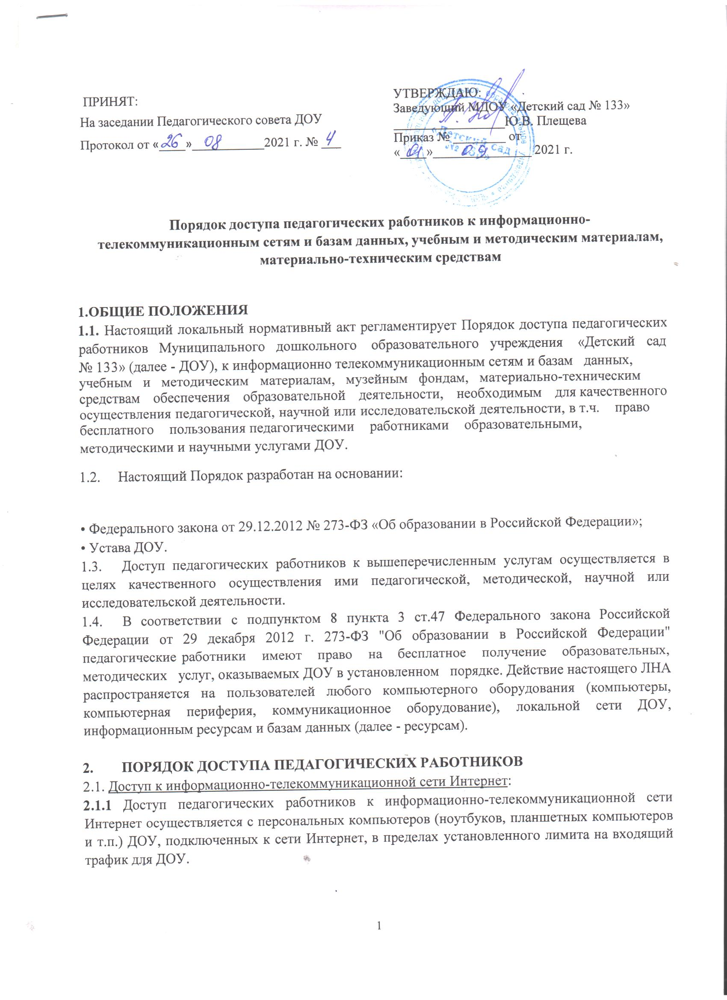 ПРИНЯТ:
На заседании Педагогического совета ДОУ
Протокол от «26»  08 2021 г. № 4
УТВЕРЖДАЮ:
Заведующий МДОУ «Детский сад № 133»
Ю.В. Плещева
Приказ № от
«01» 09 2021 г.
«Детский сад
№ 133»
Порядок доступа педагогических работников к информационно-
телекоммуникационным сетям и базам данных, учебным и методическим материалам,
материально-техническим средствам
1.ОБЩИЕ ПОЛОЖЕНИЯ
1.1. Настоящий локальный нормативный акт регламентирует Порядок доступа педагогических
работников Муниципального дошкольного образовательного учреждения «Детский сад
№ 133» (далее - ДОУ), к информационно телекоммуникационным сетям и базам данных,
учебным и методическим материалам, музейным фондам, материально-техническим
средствам обеспечения образовательной деятельности, необходимым для качественного
осуществления педагогической, научной или исследовательской деятельности, в т.ч. право
бесплатного пользования педагогическими работниками образовательными,
методическими и научными услугами ДОУ.
1.2. Настоящий Порядок разработан на основании:
• Федерального закона от 29.12.2012 № 273-ФЗ «Об образовании в Российской Федерации»;
• Устава ДОУ.
1.3. Доступ педагогических работников к вышеперечисленным услугам осуществляется в
целях качественного осуществления ими педагогической, методической, научной или
исследовательской деятельности.
1.4. В соответствии с подпунктом 8 пункта 3 ст.47 Федерального закона Российской
Федерации от 29 декабря 2012 г. 273-ФЗ "Об образовании в Российской Федерации"
педагогические работники имеют право на бесплатное получение образовательных,
методических услуг, оказываемых ДОУ в установленном порядке. Действие настоящего ЛНА
распространяется на пользователей любого компьютерного оборудования (компьютеры,
компьютерная периферия, коммуникационное оборудование), локальной сети ДОУ,
информационным ресурсам и базам данных (далее - ресурсам).
2. ПОРЯДОК ДОСТУПА ПЕДАГОГИЧЕСКИХ РАБОТНИКОВ
2.1. Доступ к информационно-телекоммуникационной сети Интернет:
2.1.1 Доступ педагогических работников к информационно-телекоммуникационной сети
Интернет осуществляется с персональных компьютеров (ноутбуков, планшетных компьютеров
и т.п.) ДОУ, подключенных к сети Интернет, в пределах установленного лимита на входящий
трафик для ДОУ.
1